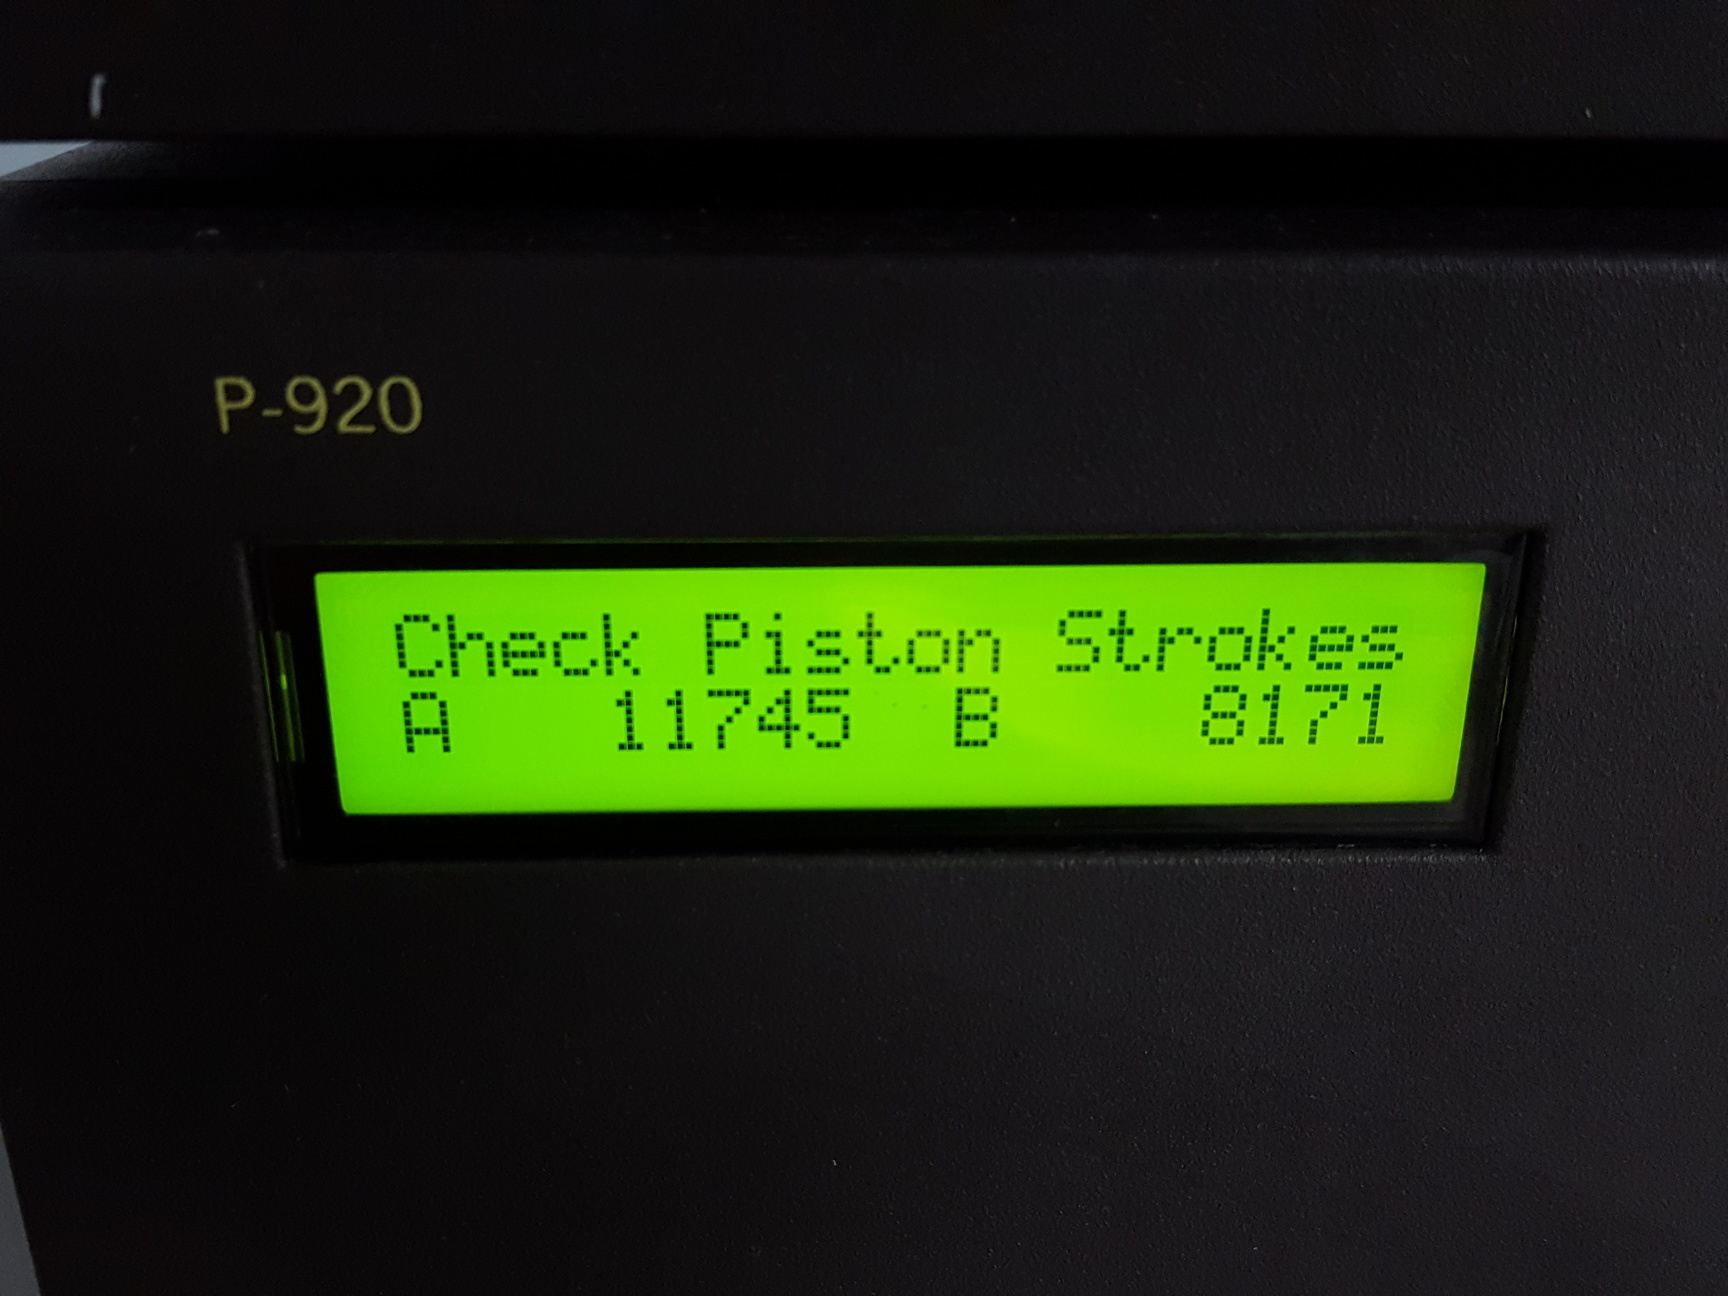 P-920
Check Piston Strokes
A 11745 B 8171